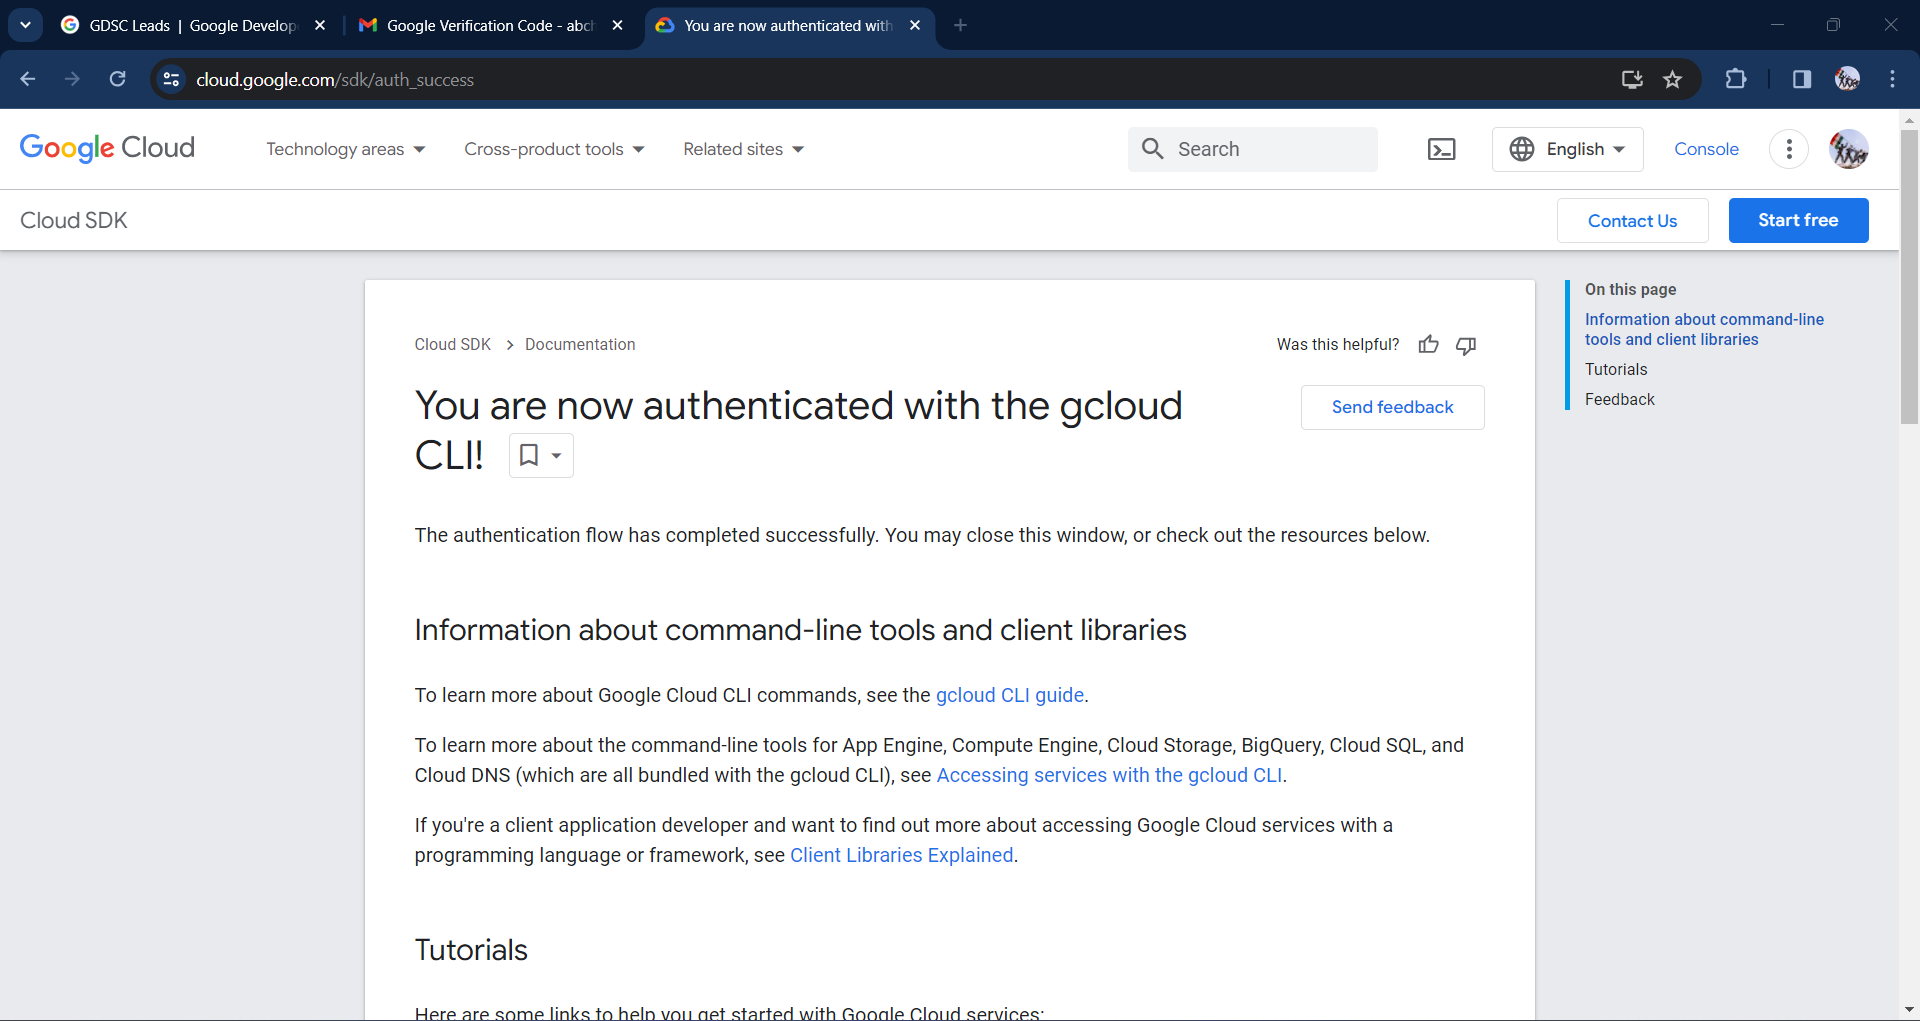 GDSC Leads | Google Develop
Google Verification Code - abch
You are now authenticated with
cloud.google.com/sdk/auth_success
Google Cloud
Technology areas
Cross-product tools
Related sites
Search
English
Console
Cloud SDK
Contact Us
Start free
Cloud SDK > Documentation
Was this helpful?
You are now authenticated with the gcloud
CLI!
Send feedback
The authentication flow has completed successfully. You may close this window, or check out the resources below.
Information about command-line tools and client libraries
To learn more about Google Cloud CLI commands, see the gcloud CLI guide.
To learn more about the command-line tools for App Engine, Compute Engine, Cloud Storage, BigQuery, Cloud SQL, and
Cloud DNS (which are all bundled with the gcloud CLI), see Accessing services with the gcloud CLI.
If you're a client application developer and want to find out more about accessing Google Cloud services with a
programming language or framework, see Client Libraries Explained.
Tutorials
Here are some links to help you get started with Google Cloud services:
On this page
Information about command-line
tools and client libraries
Tutorials
Feedback